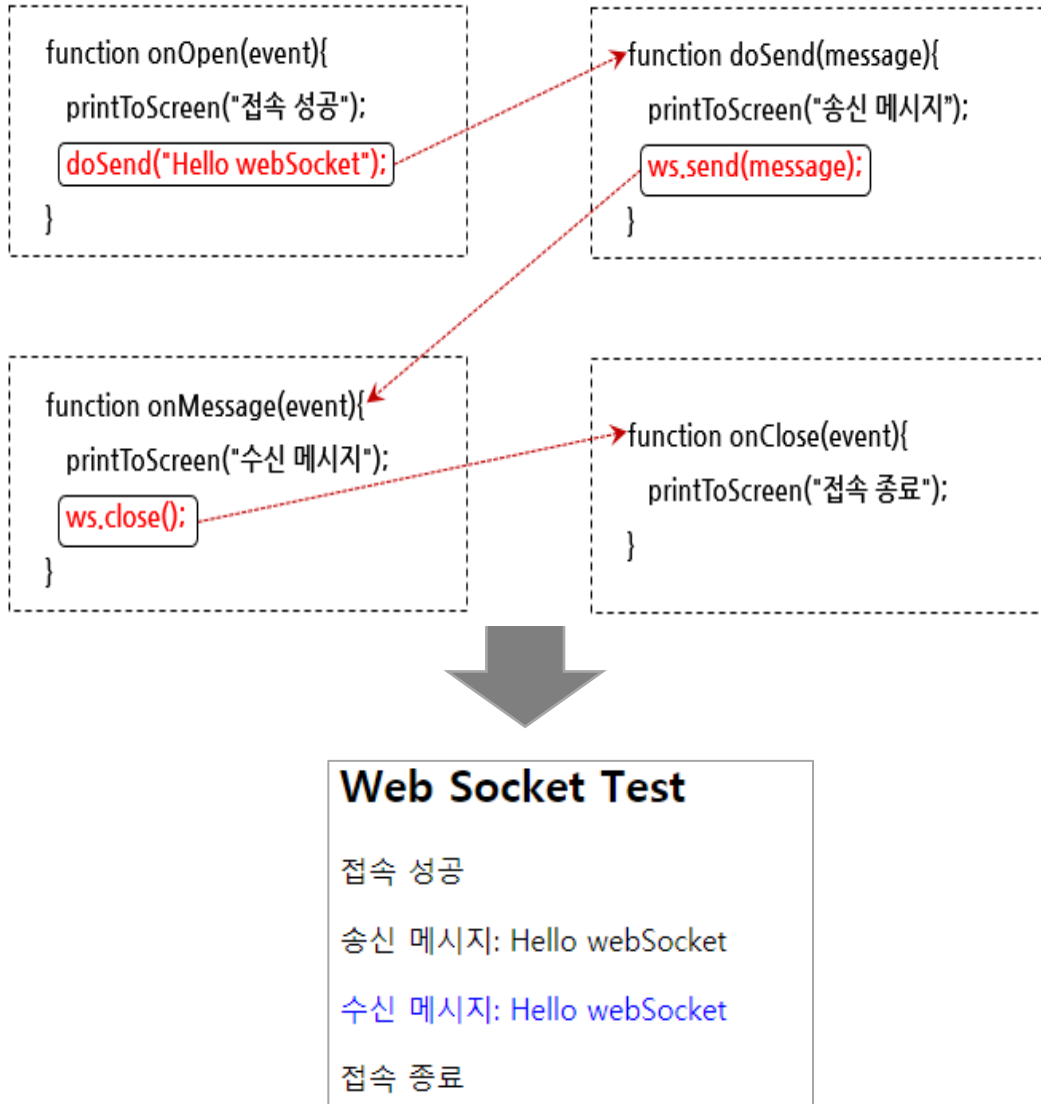 function onOpen(event){
printToScreen("접속 성공");
doSend("Hello webSocket");
}
function doSend(message){
printToScreen("송신 메시지”);
ws.send(message);
}
function onMessage(event){
printToScreen("수신 메시지");
ws.close();
}
function onClose(event){
printToScreen("접속 종료");
}
Web Socket Test
접속 성공
송신 메시지: Hello webSocket
수신 메시지: Hello webSocket
접속 종료